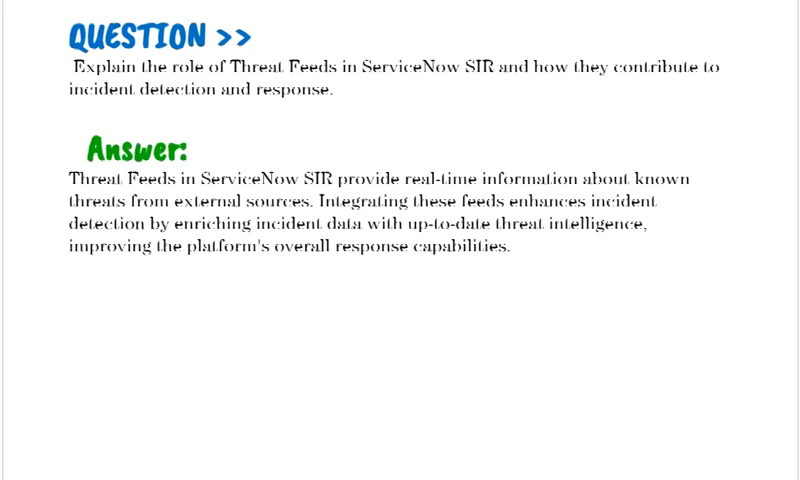 QUESTION >>
Explain the role of Threat Feeds in ServiceNow SIR and how they contribute to
incident detection and response.
Answer:
Threat Feeds in ServiceNow SIR provide real-time information about known
threats from external sources. Integrating these feeds enhances incident
detection by enriching incident data with up-to-date threat intelligence,
improving the platform's overall response capabilities.